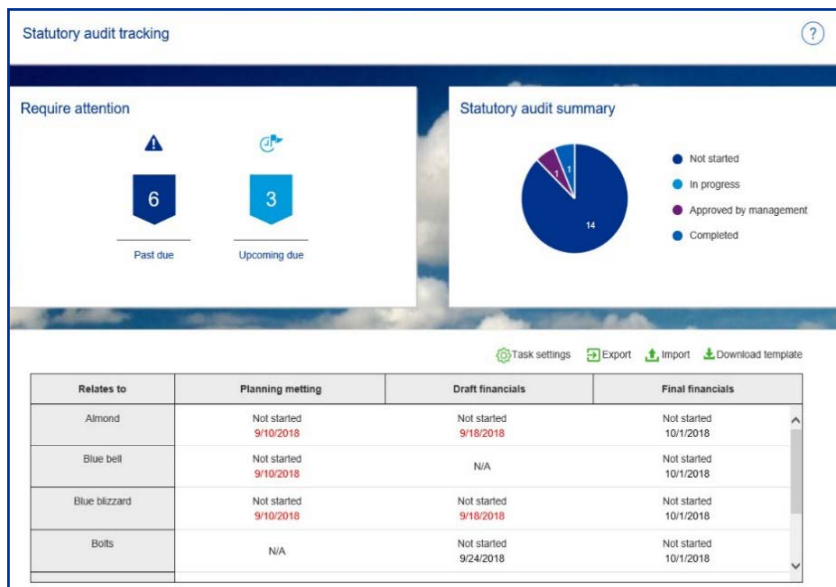 Statutory audit tracking
?
Require attention
6
3
Past due
Upcoming due
Statutory audit summary
1
1
14
Not started
In progress
Approved by management
Completed
Task settings Export Import Download template
Relates to Planning metting Draft financials Final financials
Almond Not started Not started Not started
9/10/2018 9/18/2018 10/1/2018
Blue bell Not started N/A Not started
9/10/2018 10/1/2018
Blue blizzard Not started Not started Not started
9/10/2018 9/18/2018 10/1/2018
Bolts N/A Not started Not started
9/24/2018 10/1/2018